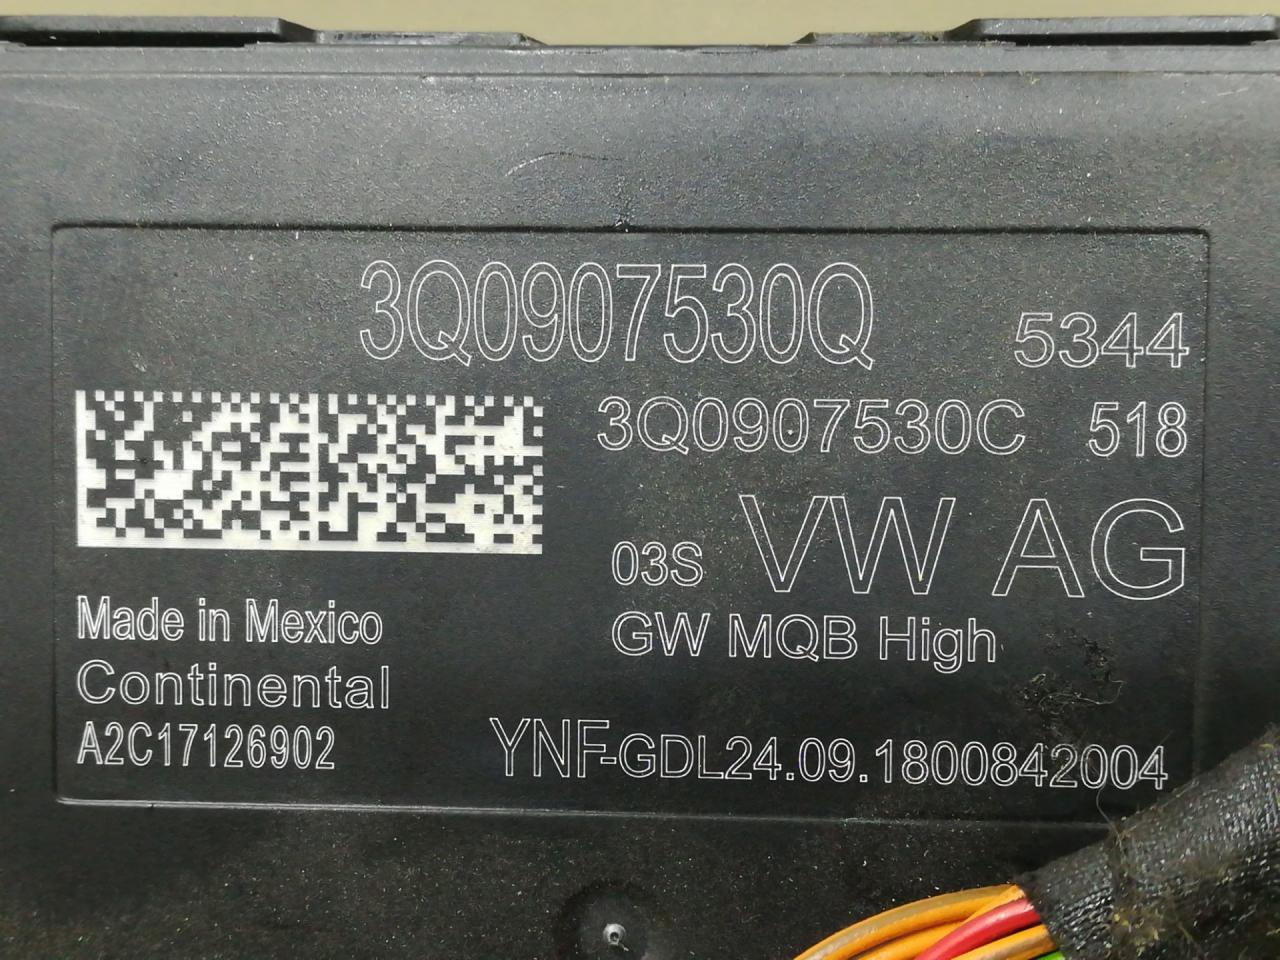 3Q0907530Q 5344
3Q0907530C 518
03S VW AG
GW MQB High
Made in Mexico
Continental
A2C17126902
YNF-GDL24.09.1800842004